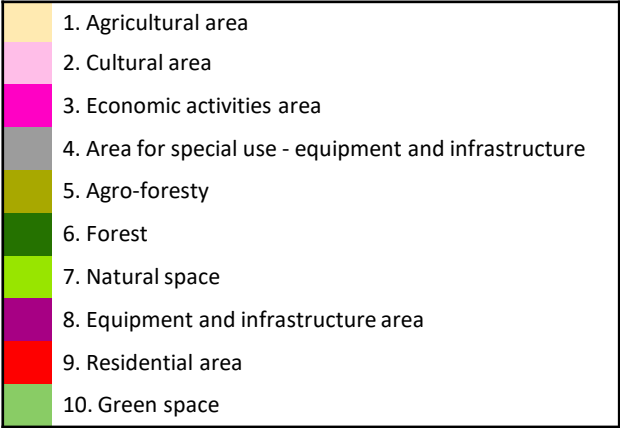 1. Agricultural area
2. Cultural area
3. Economic activities area
4. Area for special use - equipment and infrastructure
5. Agro-foresty
6. Forest
7. Natural space
8. Equipment and infrastructure area
9. Residential area
10. Green space